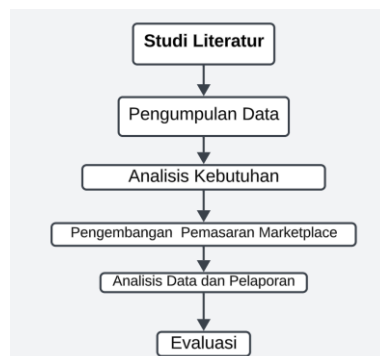 Studi Literatur
Pengumpulan Data
Analisis Kebutuhan
Pengembangan Pemasaran Marketplace
Analisis Data dan Pelaporan
Evaluasi